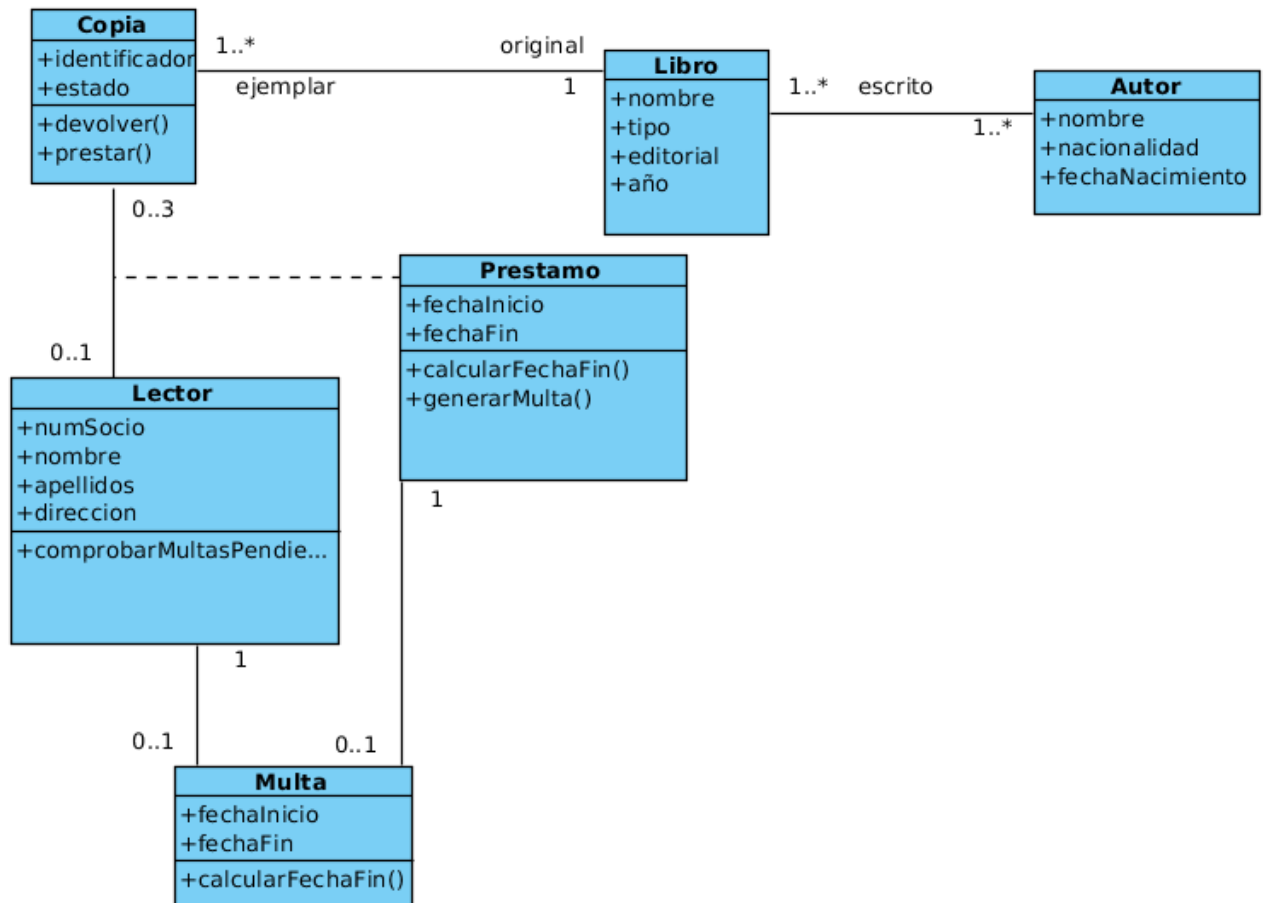 Copia
+identificador
+estado
+devolver()
+prestar()
1..*
original
ejemplar
1
Libro
+nombre
+tipo
+editorial
+año
1..*
escrito
1..*
Autor
+nombre
+nacionalidad
+fechaNacimiento
0..3
0..1
Prestamo
+fechaInicio
+fechaFin
+calcularFechaFin()
+generarMulta()
Lector
+numSocio
+nombre
+apellidos
+direccion
+comprobarMultasPendie...
1
1
0..1
0..1
Multa
+fechaInicio
+fechaFin
+calcularFechaFin()